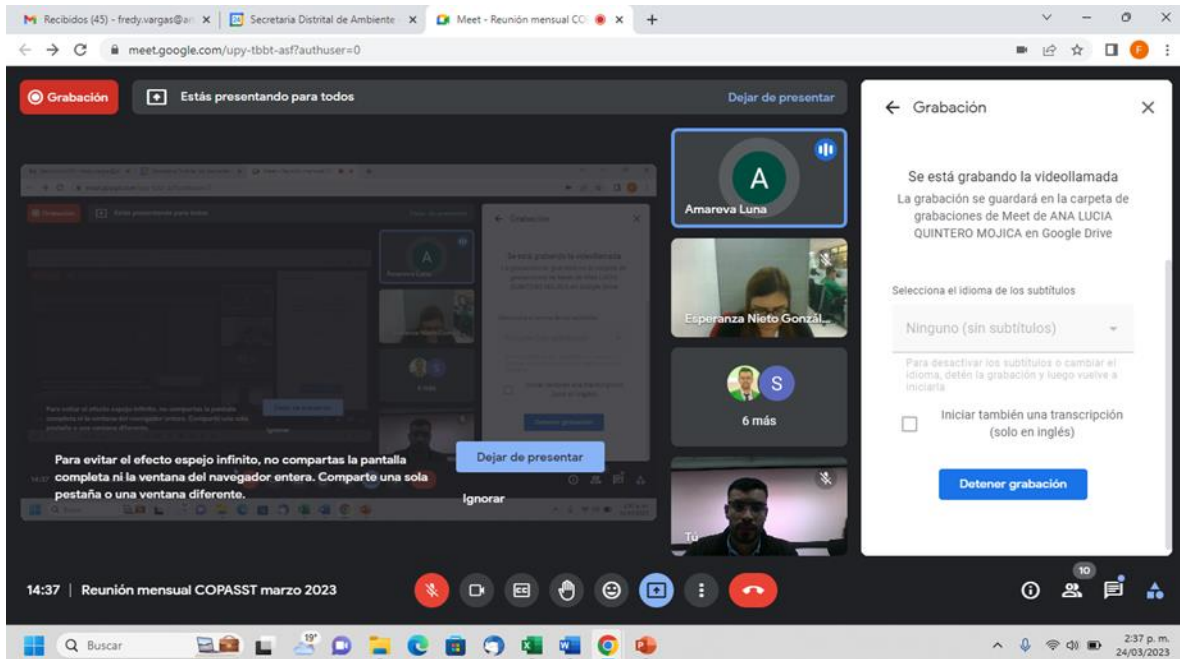 Recibidos (45) - fredy.vargas@an
Secretaria Distrital de Ambiente
Meet - Reunión mensual CO
meet.google.com/upy-tbbt-asf?authuser=0
F
Grabación
Estás presentando para todos
Dejar de presentar
A
Amareva Luna
Esperanza Nieto Gonzál...
S
6 más
Tú
Para evitar el efecto espejo infinito, no compartas la pantalla
completa ni la ventana del navegador entera. Comparte una sola
pestaña o una ventana diferente.
Dejar de presentar
Ignorar
Grabación
Se está grabando la videollamada
La grabación se guardará en la carpeta de
grabaciones de Meet de ANA LUCIA
QUINTERO MOJICA en Google Drive
Selecciona el idioma de los subtítulos
Ninguno (sin subtítulos)
Para desactivar los subtítulos o cambiar el
idioma, detén la grabación y luego vuelve a
iniciarla
Iniciar también una transcripción
(solo en inglés)
Detener grabación
14:37 | Reunión mensual COPASST marzo 2023
10
Buscar
19°
2:37 p. m.
24/03/2023